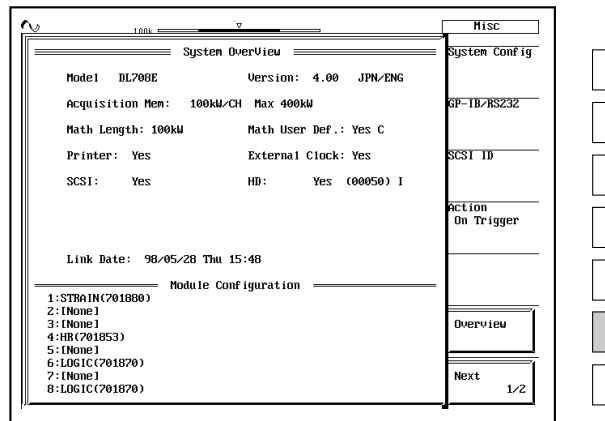 100k
Misc
System OverView
System Config
Model DL708E Version: 4.00 JPN/ENG
Acquisition Mem: 100kW/CH Max 400kW
GP-IB/RS232
Math Length: 100kW Math User Def.: Yes C
Printer: Yes External Clock: Yes
SCSI ID
SCSI: Yes HD: Yes (00050) I
Action
On Trigger
Link Date: 98/05/28 Thu 15:48
Module Configuration
1:STRAIN(701880)
2:[None]
3:[None]
4:HR(701853)
5:[None]
6:LOGIC(701870)
7:[None]
8:LOGIC(701870)
Overview
Next
1/2